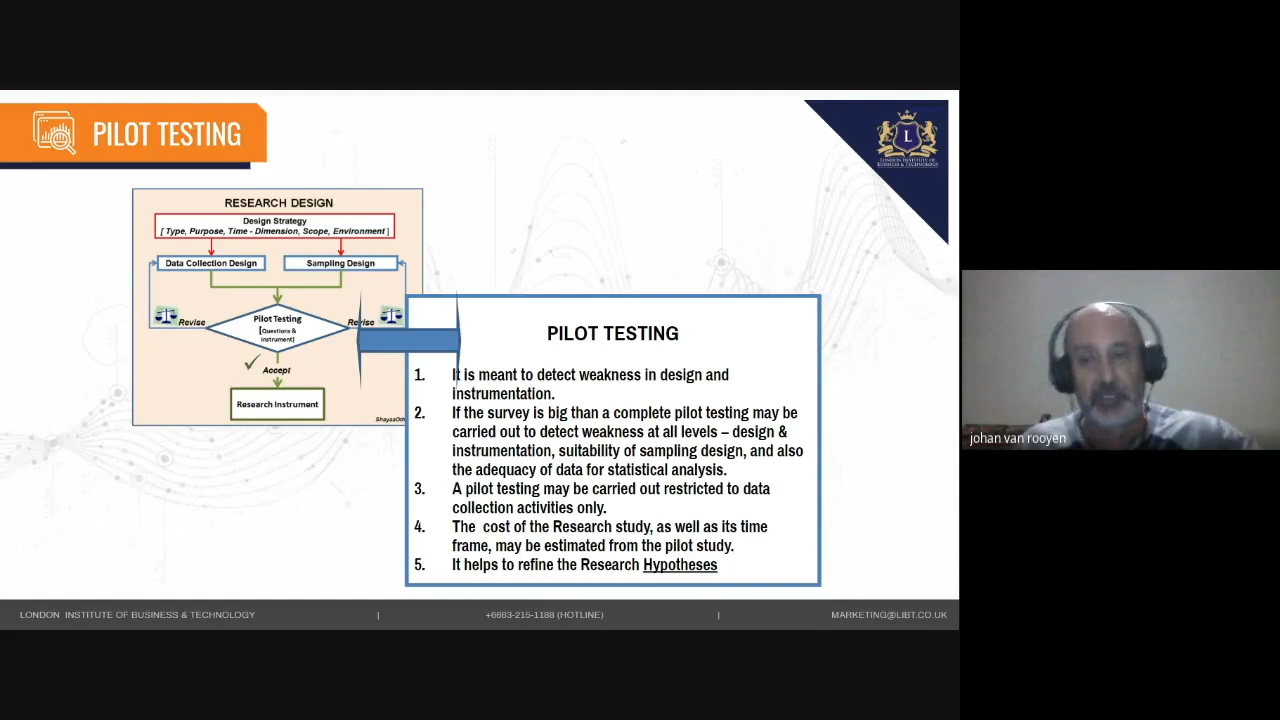 PILOT TESTING
L
LONDON INSTITUTE OF
BUSINESS & TECHNOLOGY
RESEARCH DESIGN
Design Strategy
[ Type, Purpose, Time - Dimension, Scope, Environment ]
Data Collection Design
Sampling Design
Pilot Testing
[Questions &
Instrument]
Revise
Revise
Accept
Research Instrument
PILOT TESTING
1. It is meant to detect weakness in design and
instrumentation.
2. If the survey is big than a complete pilot testing may be
carried out to detect weakness at all levels – design &
instrumentation, suitability of sampling design, and also
the adequacy of data for statistical analysis.
3. A pilot testing may be carried out restricted to data
collection activities only.
4. The cost of the Research study, as well as its time
frame, may be estimated from the pilot study.
5. It helps to refine the Research Hypotheses
LONDON INSTITUTE OF BUSINESS & TECHNOLOGY | +6683-215-1188 (HOTLINE) | MARKETING@LIBT.CO.UK
johan van rooyen